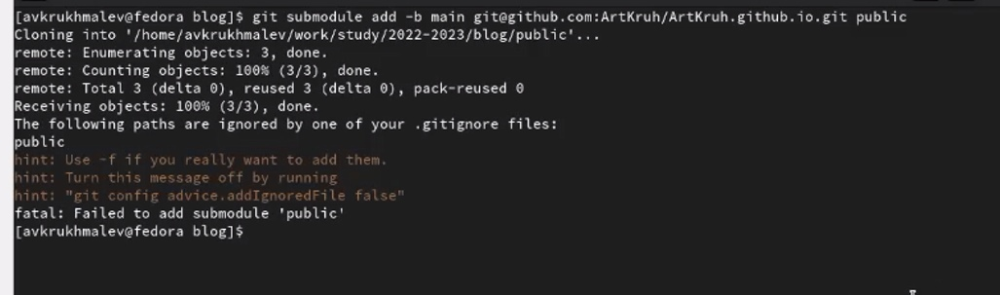 [avkrukhmalev@fedora blog]$ git submodule add -b main git@github.com:ArtKruh/ArtKruh.github.io.git public
Cloning into '/home/avkrukhmalev/work/study/2022-2023/blog/public'...
remote: Enumerating objects: 3, done.
remote: Counting objects: 100% (3/3), done.
remote: Total 3 (delta 0), reused 3 (delta 0), pack-reused 0
Receiving objects: 100% (3/3), done.
The following paths are ignored by one of your .gitignore files:
public
hint: Use -f if you really want to add them.
hint: Turn this message off by running
hint: "git config advice.addIgnoredFile false"
fatal: Failed to add submodule 'public'
[avkrukhmalev@fedora blog]$